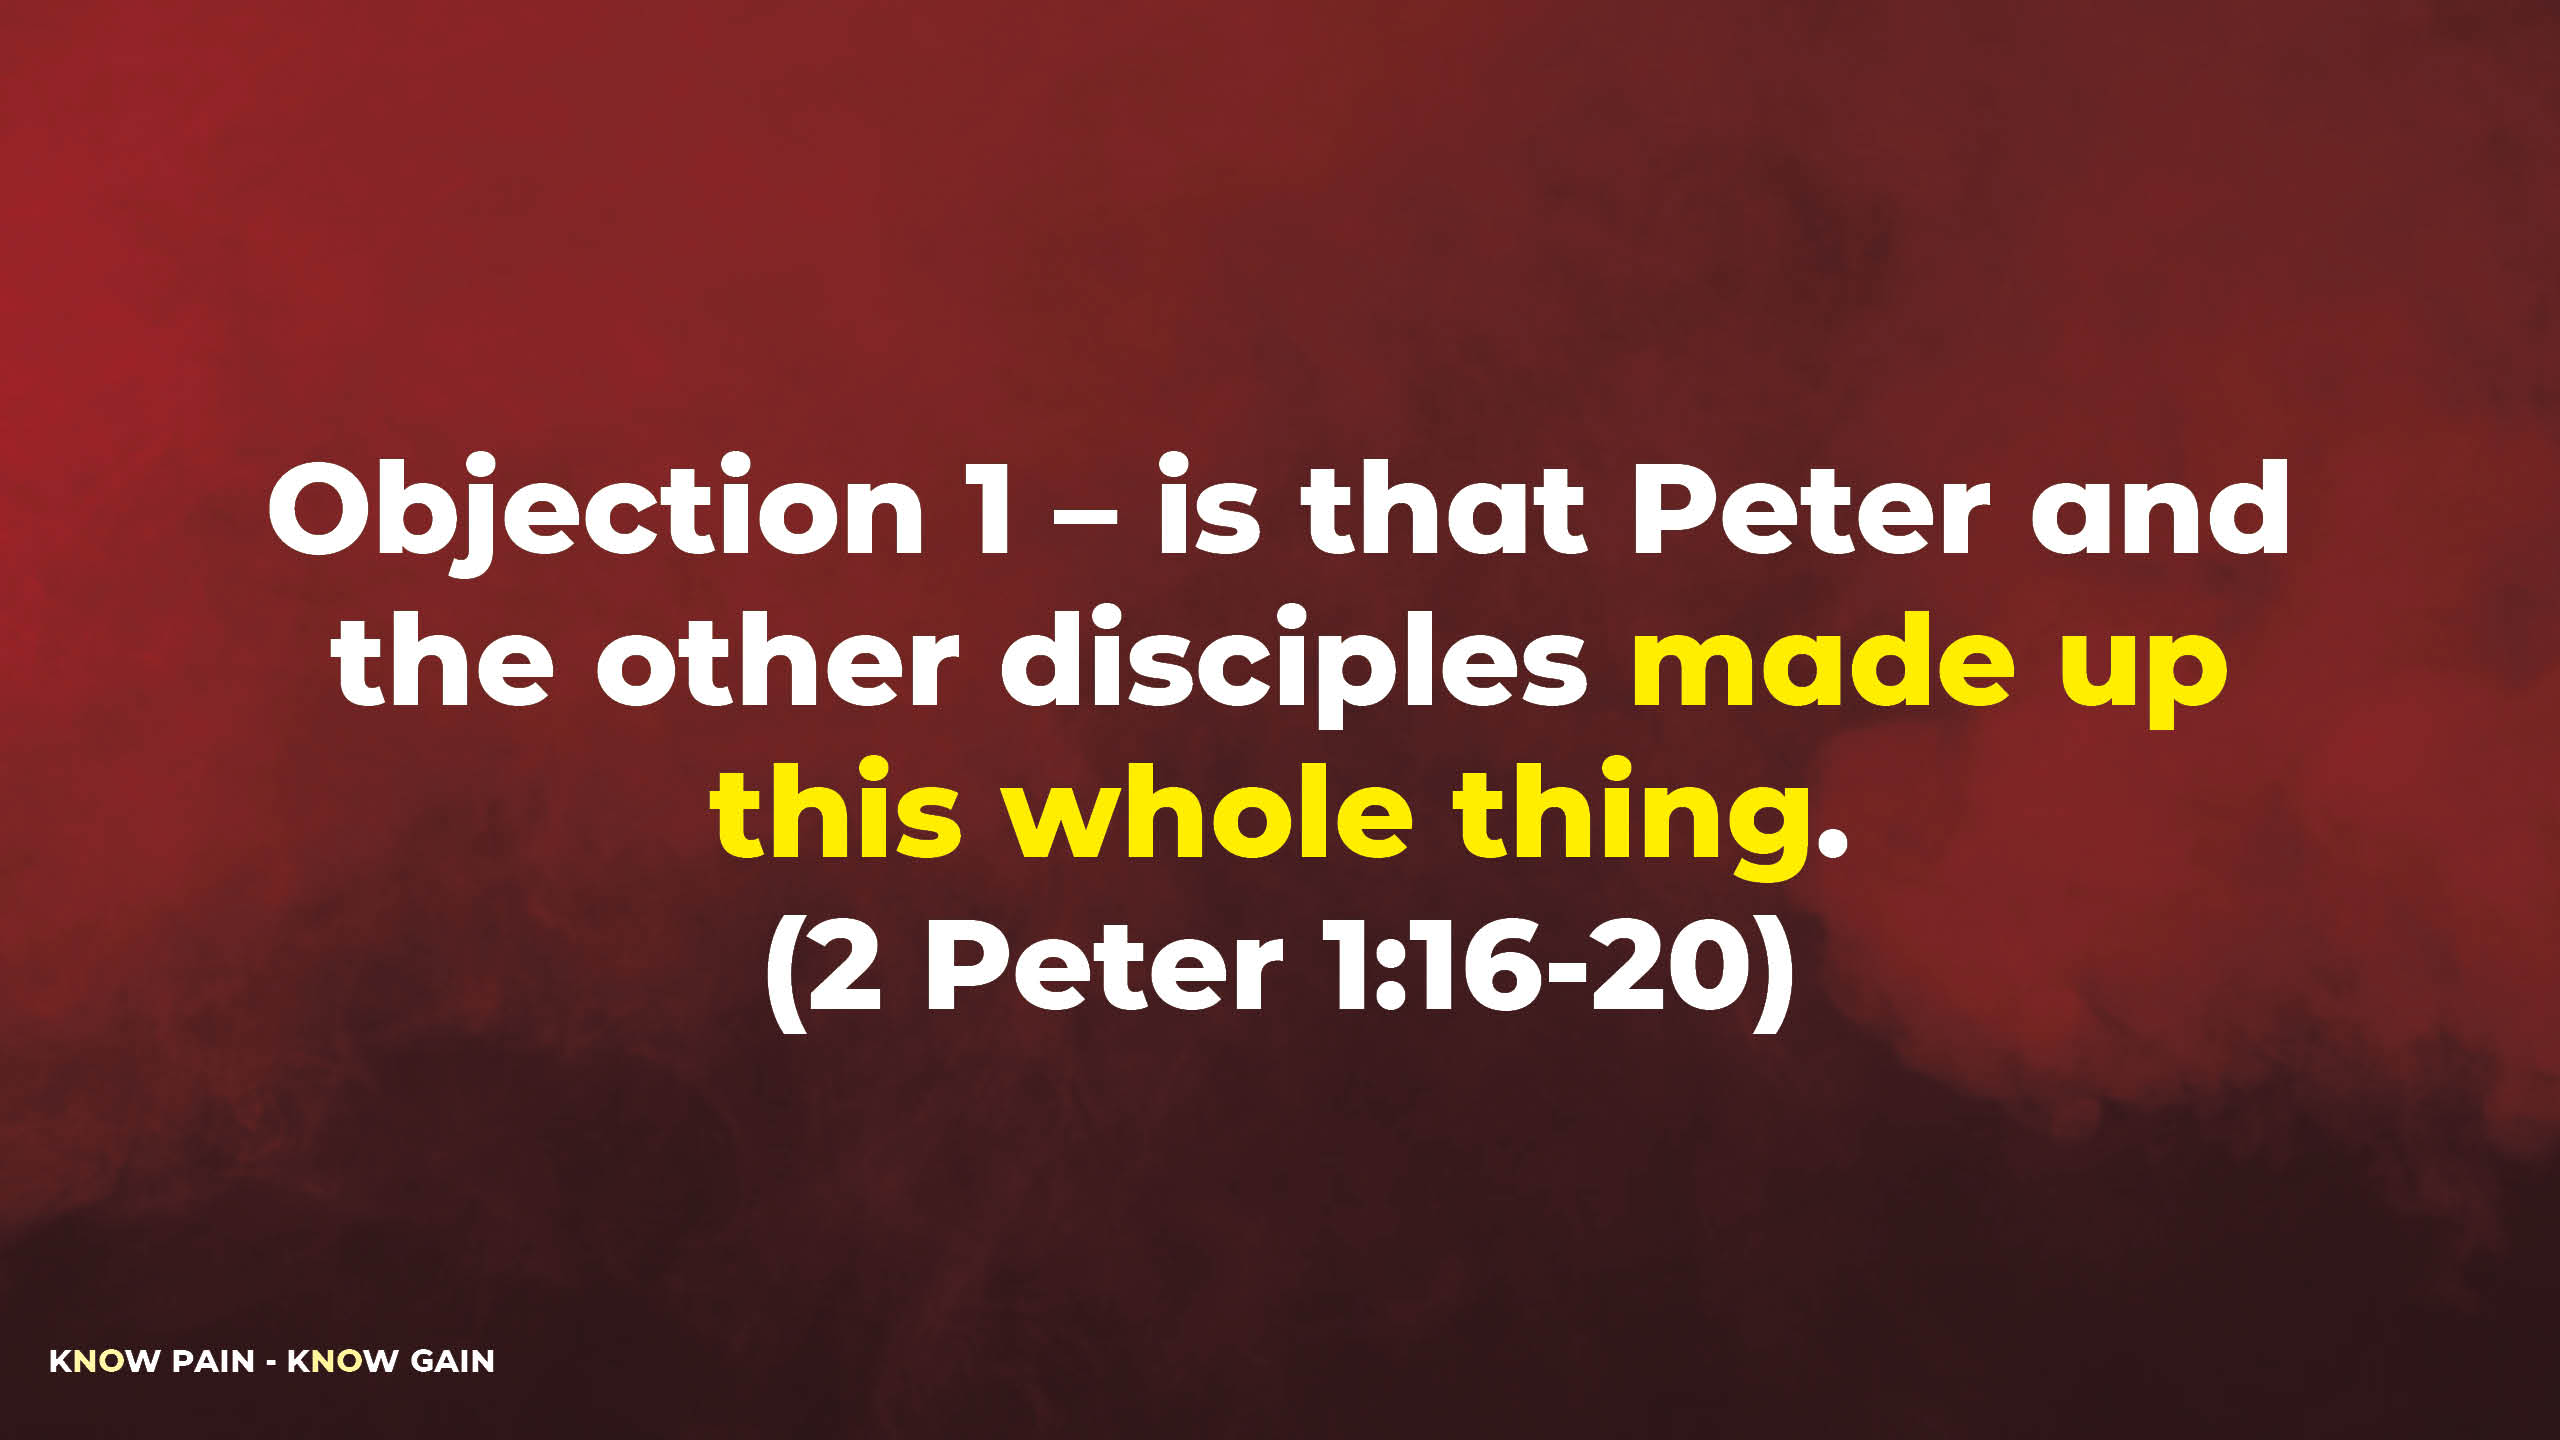 Objection 1 – is that Peter and
the other disciples made up
this whole thing.
(2 Peter 1:16-20)
KNOW PAIN - KNOW GAIN